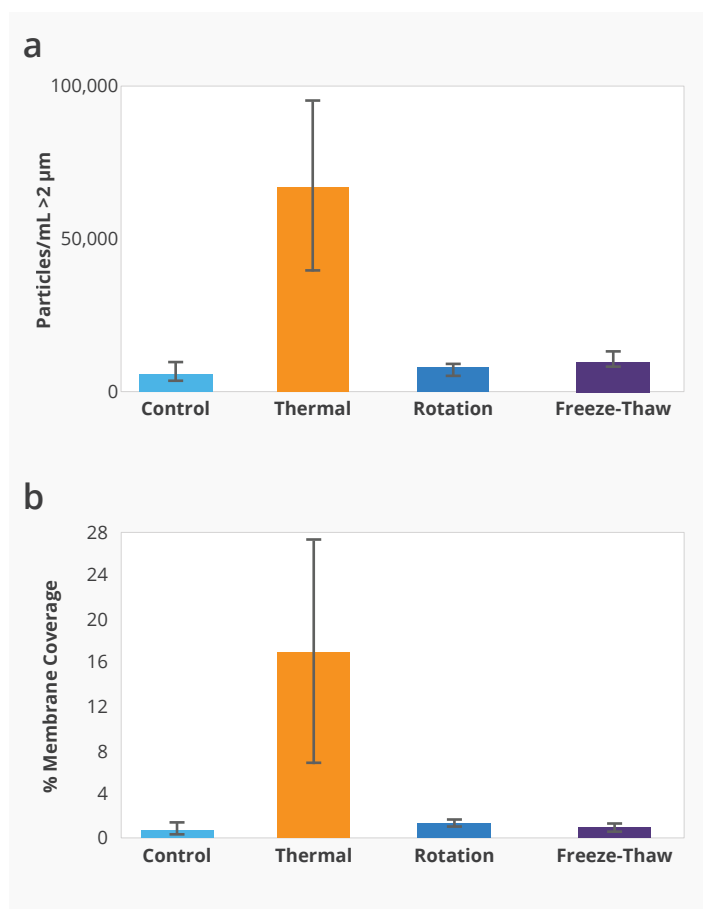 a
100,000
Particles/mL >2 µm
50,000
0
Control Thermal Rotation Freeze-Thaw
b
28
24
20
% Membrane Coverage
16
12
8
4
0
Control Thermal Rotation Freeze-Thaw